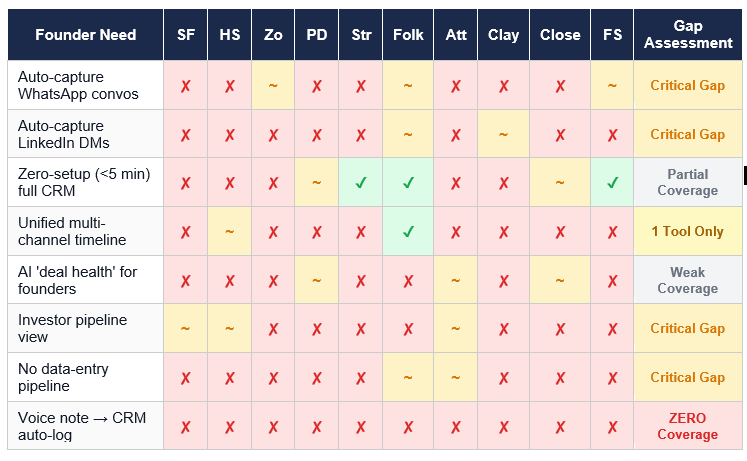 Founder Need SF HS Zo PD Str Folk Att Clay Close FS Gap Assessment
Auto-capture WhatsApp convos ✗ ✗ ~ ✗ ✗ ~ ✗ ✗ ✗ ~ Critical Gap
Auto-capture LinkedIn DMs ✗ ✗ ✗ ✗ ✗ ~ ✗ ~ ✗ ✗ Critical Gap
Zero-setup (<5 min) full CRM ✗ ✗ ✗ ~ ✓ ✓ ✗ ✗ ~ ✓ Partial Coverage
Unified multi-channel timeline ✗ ~ ✗ ✗ ✗ ✓ ✗ ✗ ✗ ✗ 1 Tool Only
AI 'deal health' for founders ✗ ✗ ✗ ~ ✗ ✗ ~ ✗ ~ ✗ Weak Coverage
Investor pipeline view ~ ~ ✗ ✗ ✗ ✗ ~ ✗ ✗ ✗ Critical Gap
No data-entry pipeline ✗ ✗ ✗ ✗ ✗ ~ ~ ✗ ✗ ✗ Critical Gap
Voice note → CRM auto-log ✗ ✗ ✗ ✗ ✗ ✗ ✗ ✗ ✗ ✗ ZERO Coverage